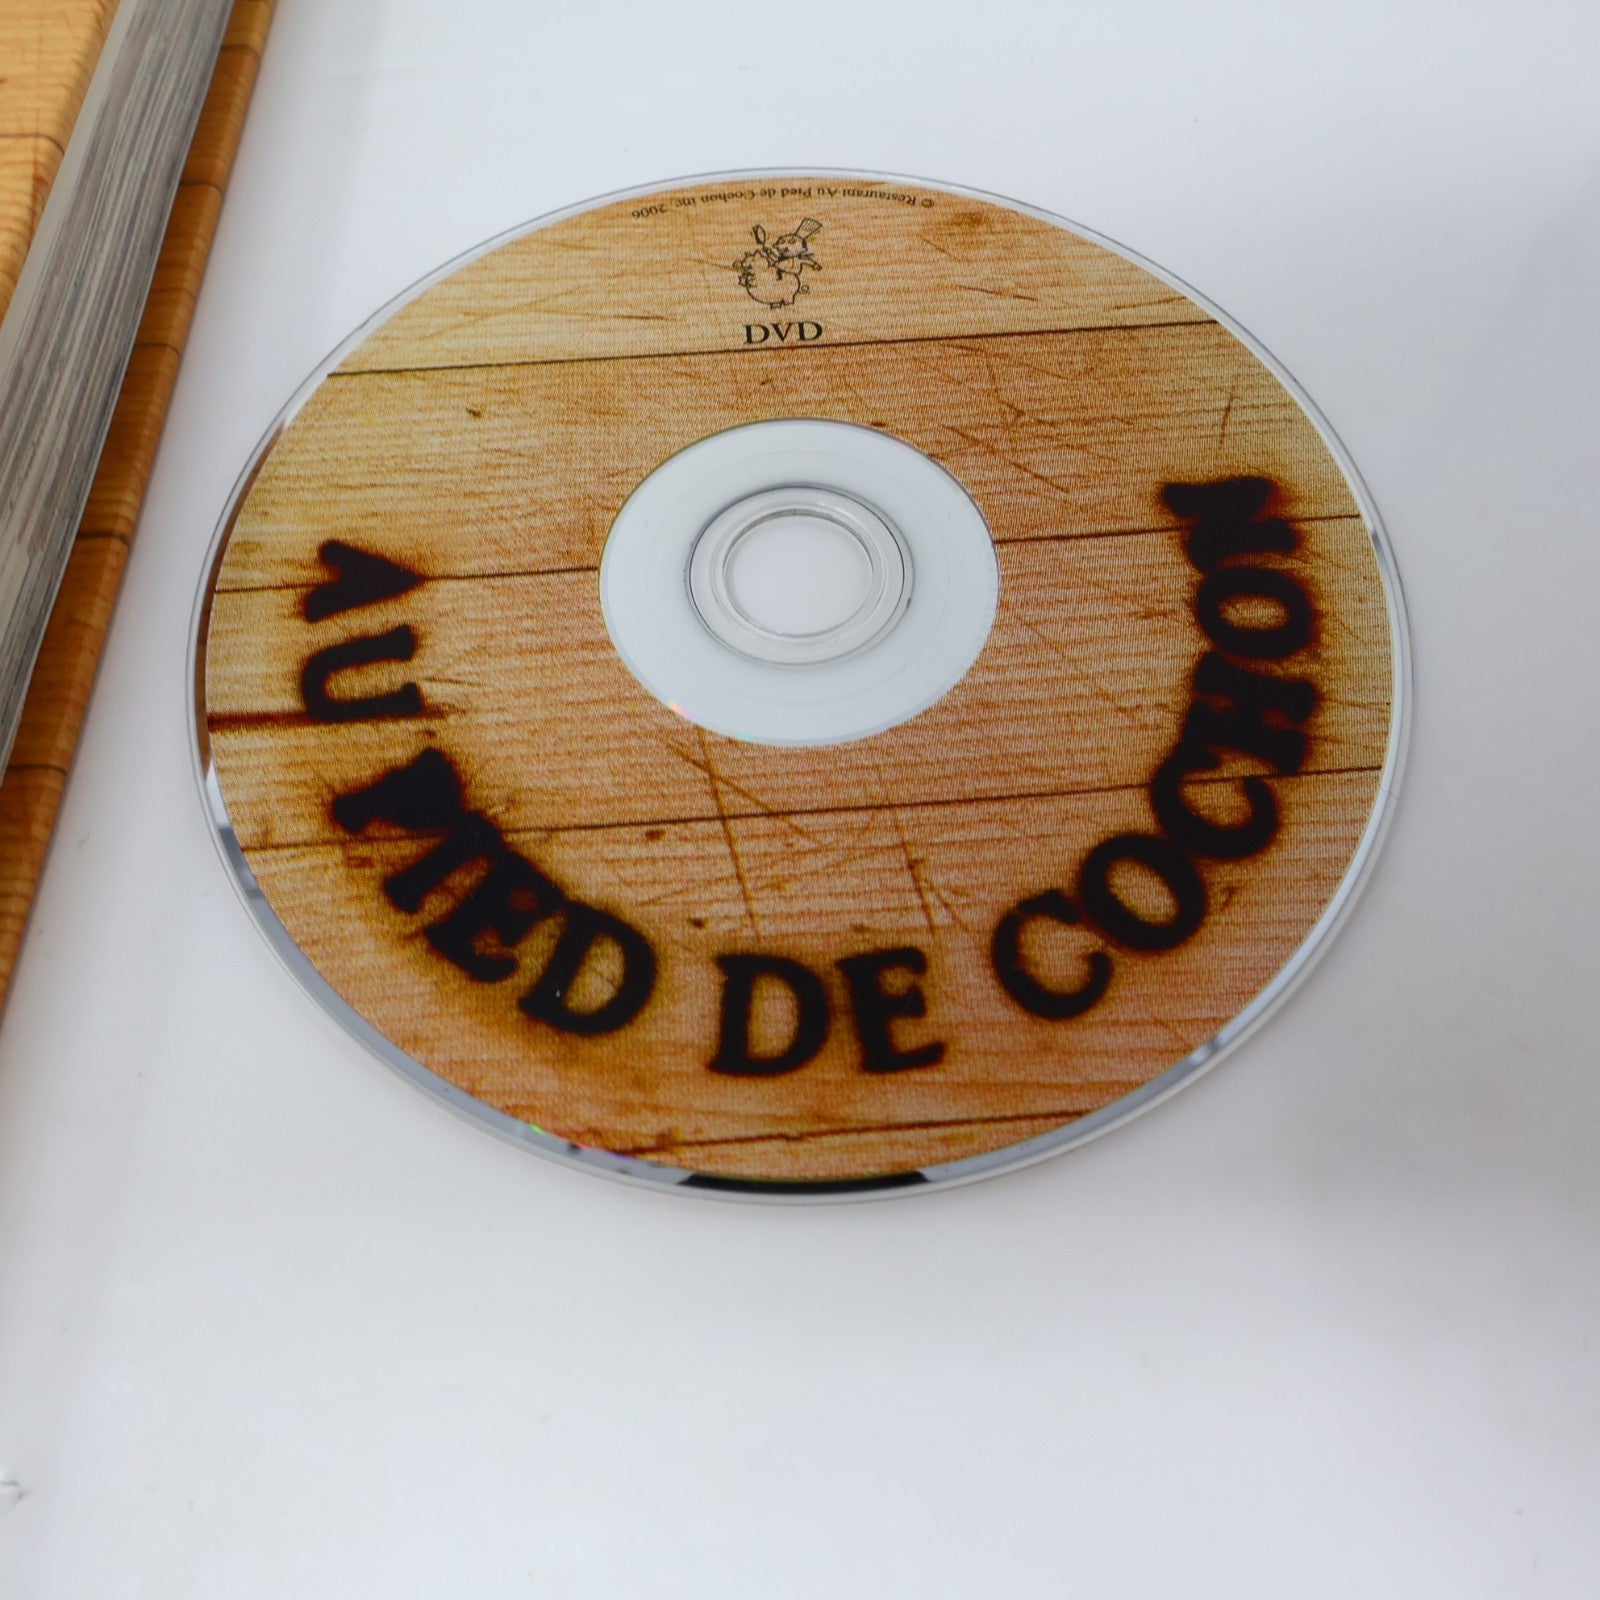 © Restaurant Au Pied de Cochon inc. 2006
DVD
AU PIED DE COCHON